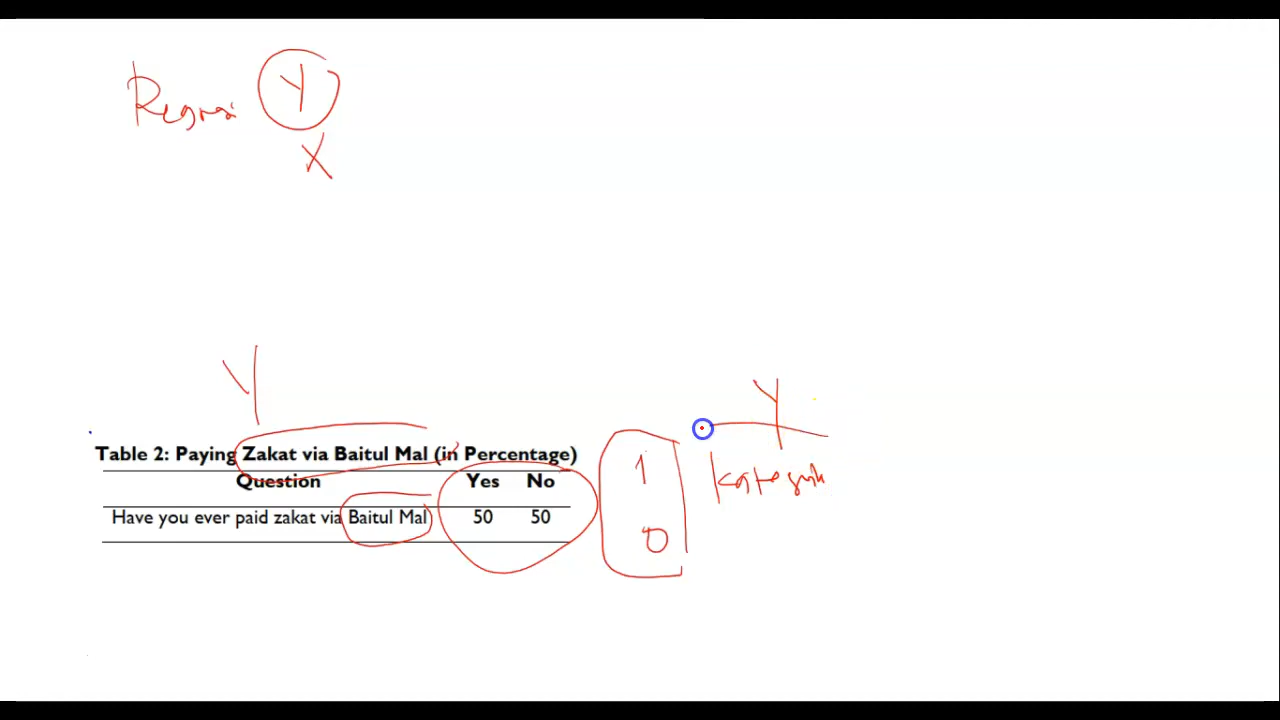 Regresi Y
X
Y
Y
Table 2: Paying Zakat via Baitul Mal (in Percentage)
Question Yes No
1
Kategorik
Have you ever paid zakat via Baitul Mal 50 50
0